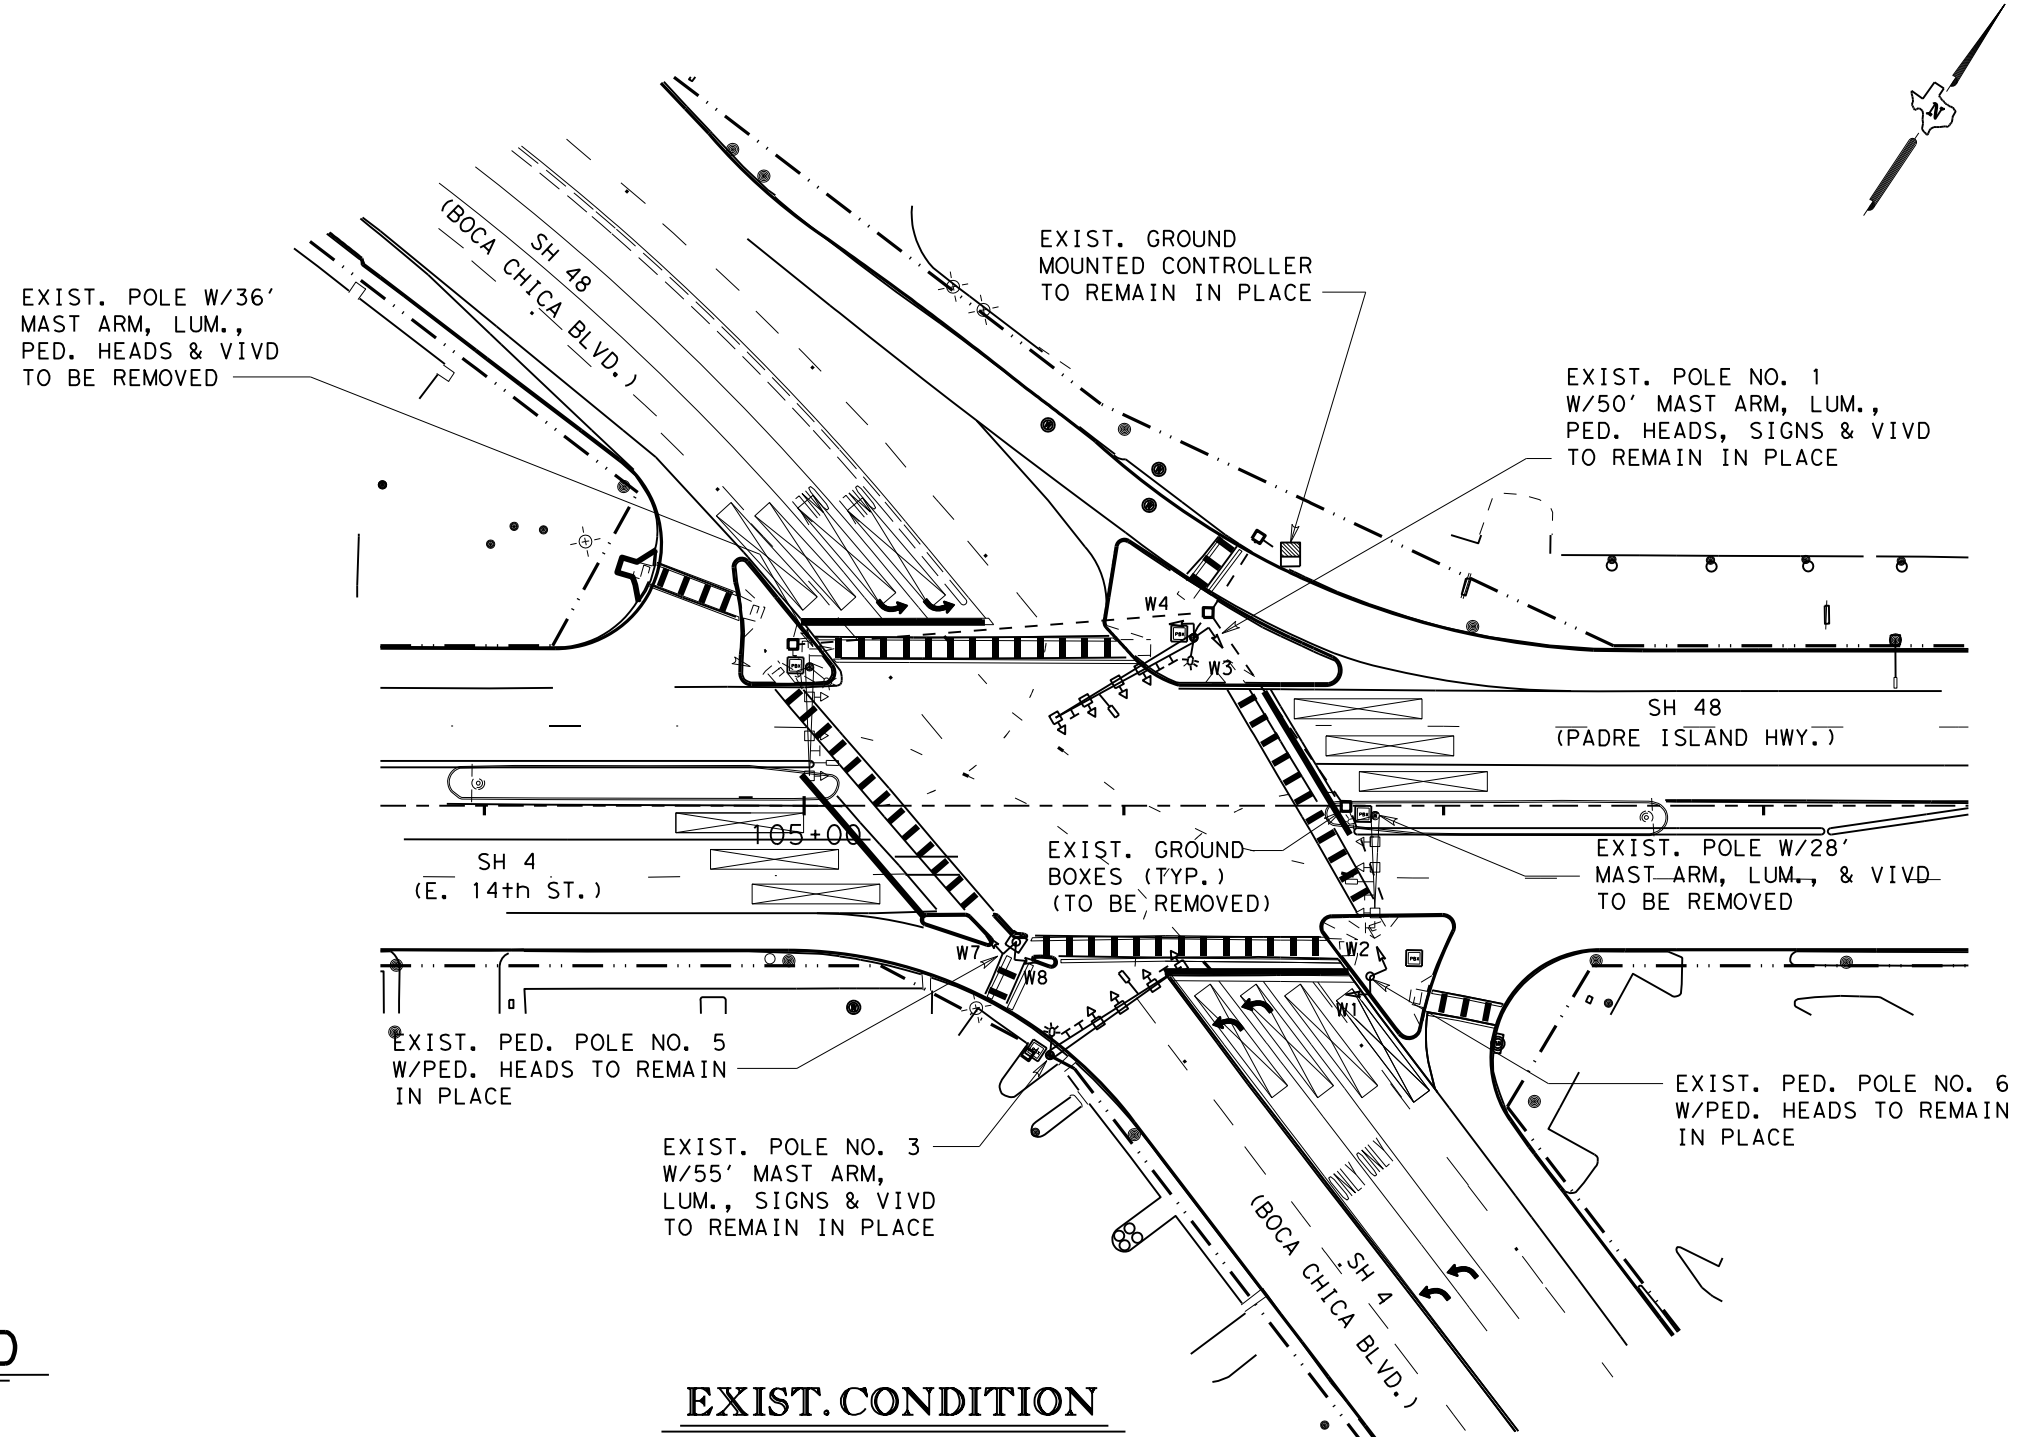 N
SH 48
(BOCA CHICA BLVD.)
EXIST. GROUND
MOUNTED CONTROLLER
TO REMAIN IN PLACE
EXIST. POLE W/36'
MAST ARM, LUM.,
PED. HEADS & VIVD
TO BE REMOVED
EXIST. POLE NO. 1
W/50' MAST ARM, LUM.,
PED. HEADS, SIGNS & VIVD
TO REMAIN IN PLACE
W4
W3
SH 48
(PADRE ISLAND HWY.)
105+00
SH 4
(E. 14th ST.)
EXIST. GROUND
BOXES (TYP.)
(TO BE REMOVED)
EXIST. POLE W/28'
MAST ARM, LUM., & VIVD
TO BE REMOVED
W7
W8
W2
W1
EXIST. PED. POLE NO. 5
W/PED. HEADS TO REMAIN
IN PLACE
EXIST. PED. POLE NO. 6
W/PED. HEADS TO REMAIN
IN PLACE
EXIST. POLE NO. 3
W/55' MAST ARM,
LUM., SIGNS & VIVD
TO REMAIN IN PLACE
ONLY ONLY
SH 4
(BOCA CHICA BLVD.)
EXIST. CONDITION